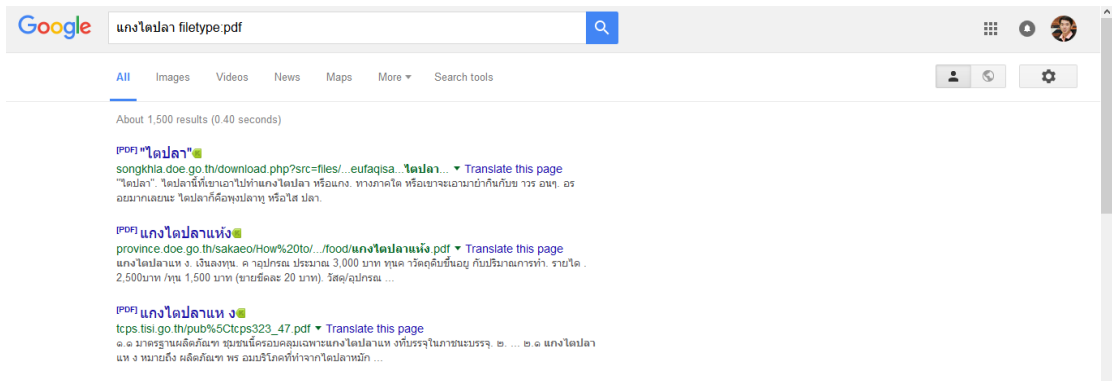 Google
แกงไตปลา filetype:pdf
All Images Videos News Maps More Search tools
About 1,500 results (0.40 seconds)
[PDF] "ไตปลา"
songkhla.doe.go.th/download.php?src=files/...eufaqisa...ไตปลา... Translate this page
"ไตปลา". ไตปลานี้ที่เขาเอาไปทำแกงไตปลา หรือแกง. ทางภาคใต หรือเขาจะเอามายํากินกับข าวร อนๆ. อร
อยมากเลยนะ ไตปลาก็คือพุงปลาทู หรือไส ปลา.
[PDF] แกงไตปลาแห้ง
province.doe.go.th/sakaeo/How%20to/.../food/แกงไตปลาแห้ง.pdf Translate this page
แกงไตปลาแห ง. เงินลงทุน. ค าอุปกรณ ประมาณ 3,000 บาท ทุนค าวัตถุดิบขึ้นอยู กับปริมาณการทํา. รายได .
2,500บาท /ทุน 1,500 บาท (ขายขีดละ 20 บาท). วัสดุ/อุปกรณ ...
[PDF] แกงไตปลาแห ง
tcps.tisi.go.th/pub%5Ctcps323_47.pdf Translate this page
๑.๑ มาตรฐานผลิตภัณฑ ชุมชนนี้ครอบคลุมเฉพาะแกงไตปลาแห งที่บรรจุในภาชนะบรรจุ. ๒. ... ๒.๑ แกงไตปลา
แห ง หมายถึง ผลิตภัณฑ พร อมบริโภคที่ทําจากไตปลาหมัก ...